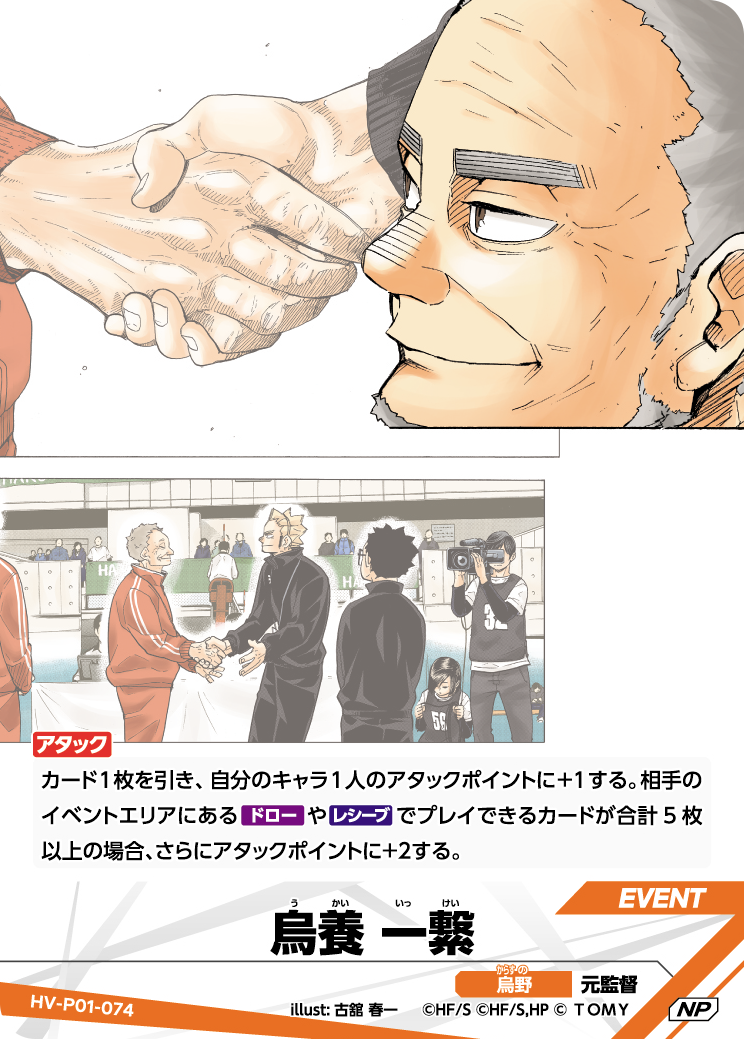 HA
HA
32
59
アタック
カード1枚を引き、自分のキャラ1人のアタックポイントに+1する。相手の
イベントエリアにある ドロー や レシーブ でプレイできるカードが合計 5 枚
以上の場合、さらにアタックポイントに+2する。
EVENT
う かい いっ けい
烏養 一繋
からすの
烏野 元監督
HV-P01-074
illust: 古舘 春一 ©HF/S ©HF/S,HP © TOMY
NP